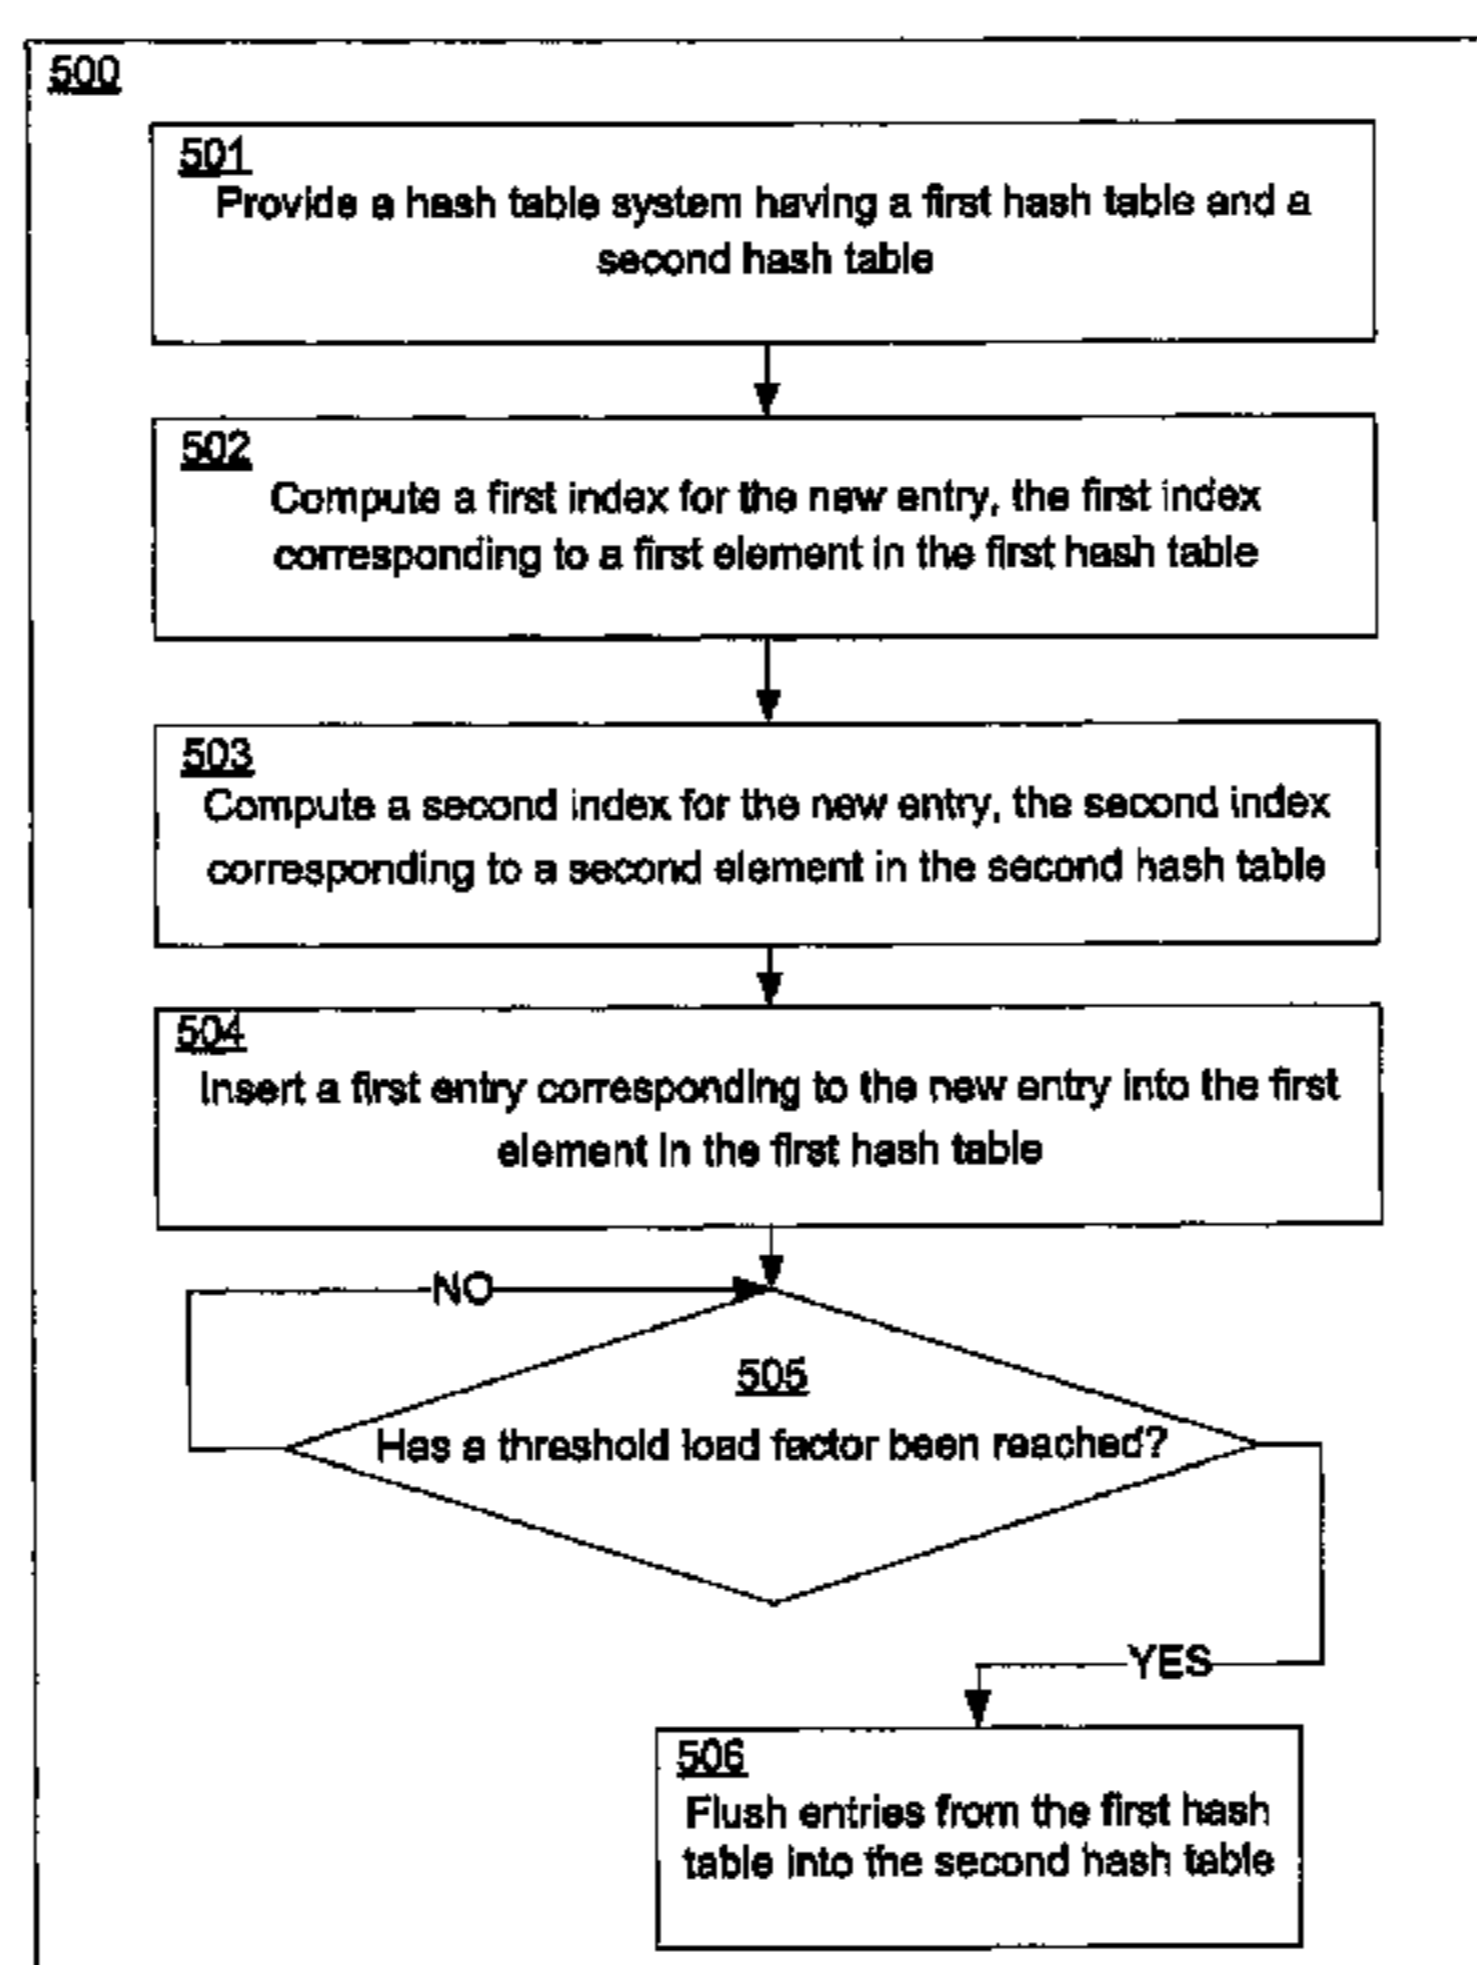 500
501
Provide a hash table system having a first hash table and a
second hash table
502
Compute a first index for the new entry, the first index
corresponding to a first element in the first hash table
503
Compute a second index for the new entry, the second index
corresponding to a second element in the second hash table
504
Insert a first entry corresponding to the new entry into the first
element in the first hash table
NO
505
Has a threshold load factor been reached?
YES
506
Flush entries from the first hash
table into the second hash table